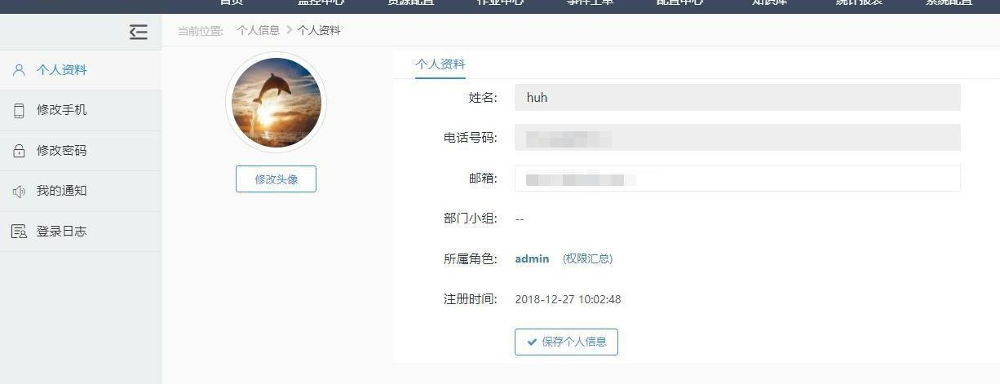 首页 监控中心 资源配置 作业中心 事件工单 配置中心 知识库 统计报表 系统配置
当前位置: 个人信息 > 个人资料
个人资料
修改手机
修改密码
我的通知
登录日志
修改头像
个人资料
姓名: huh
电话号码:
邮箱:
部门小组: --
所属角色: admin (权限汇总)
注册时间: 2018-12-27 10:02:48
保存个人信息